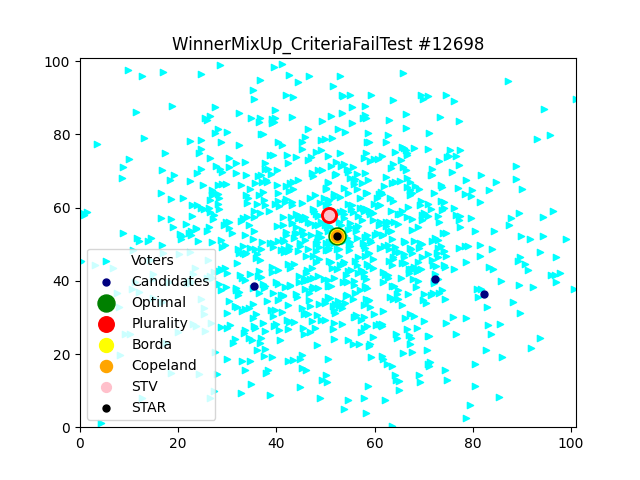 WinnerMixUp_CriteriaFailTest #12698
100
80
60
40
20
0
Voters
Candidates
Optimal
Plurality
Borda
Copeland
STV
STAR
0 20 40 60 80 100